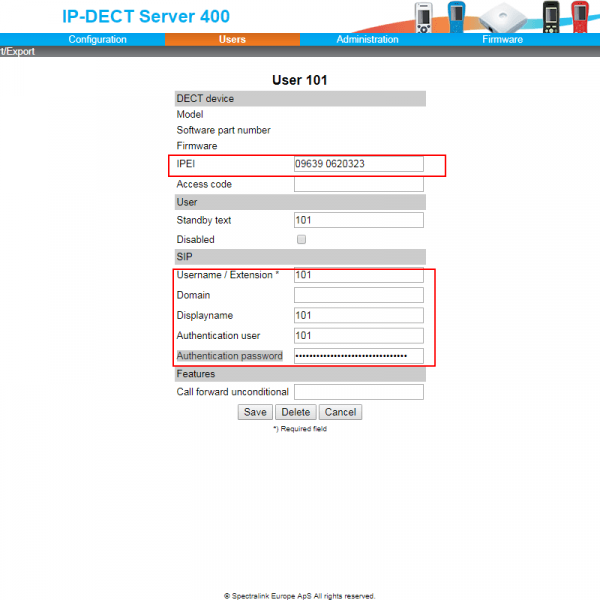 IP-DECT Server 400
Configuration Users Administration Firmware
t/Export
User 101
DECT device
Model
Software part number
Firmware
IPEI 09639 0620323
Access code
User
Standby text 101
Disabled
SIP
Username / Extension * 101
Domain
Displayname 101
Authentication user 101
Authentication password ••••••••••••••••••••••••••••••••
Features
Call forward unconditional
Save Delete Cancel
*) Required field
© Spectralink Europe ApS All rights reserved.